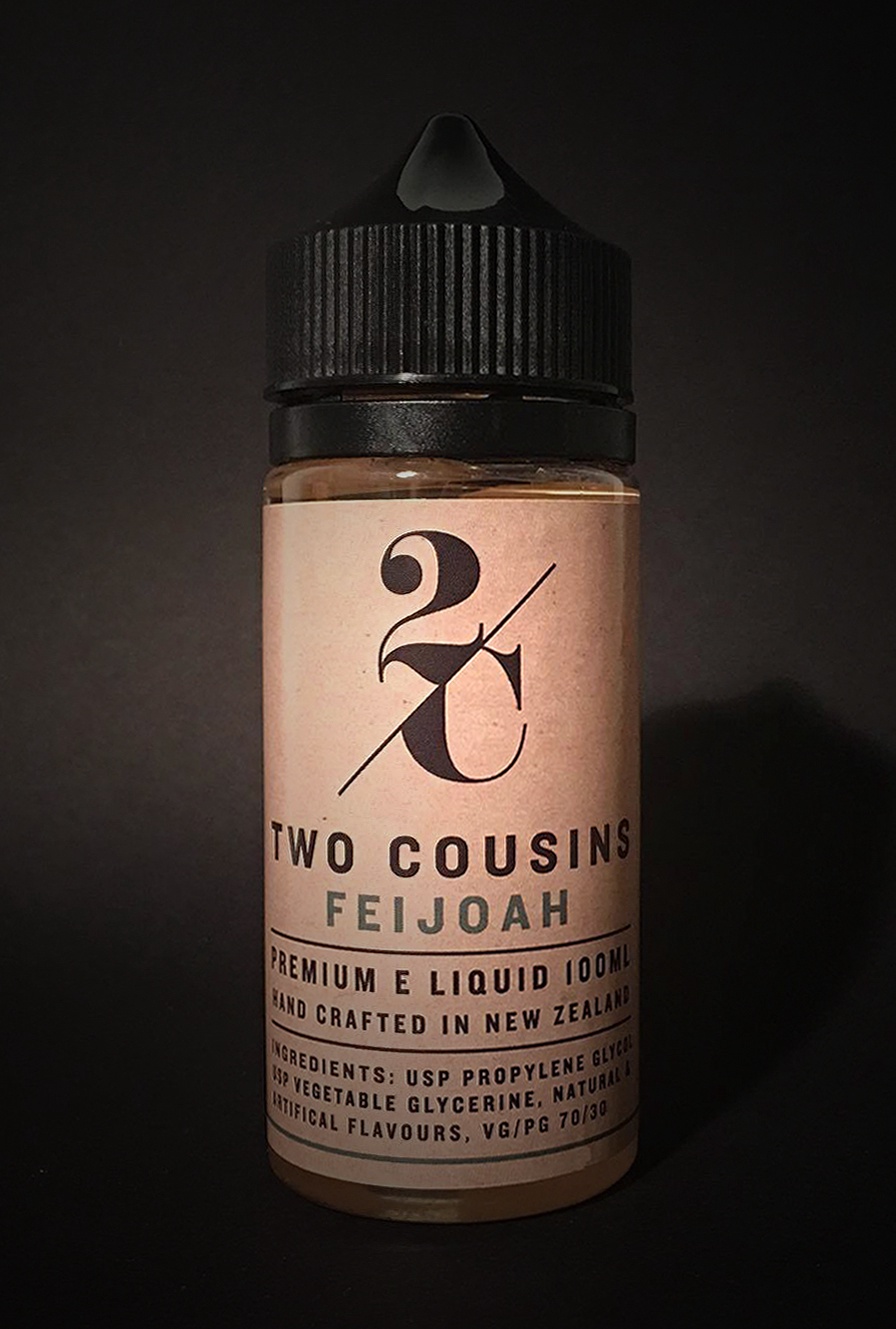 2/C
TWO COUSINS
FEIJOAH
PREMIUM E LIQUID 100ML
HAND CRAFTED IN NEW ZEALAND
INGREDIENTS: USP PROPYLENE GLYCOL
USP VEGETABLE GLYCERINE, NATURAL &
ARTIFICAL FLAVOURS, VG/PG 70/30